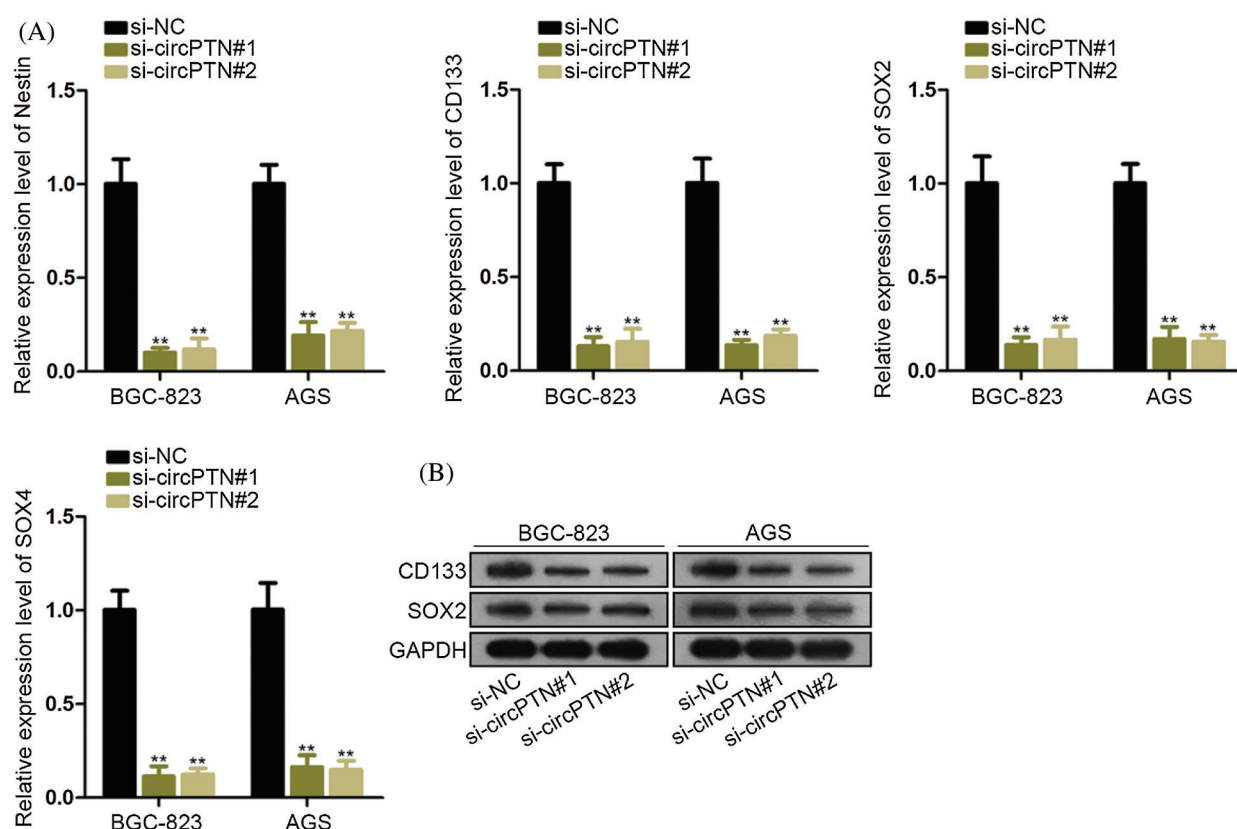 (A)
si-NC
si-circPTN#1
si-circPTN#2
Relative expression level of Nestin
1.5
1.0
0.5
0.0
** ** ** **
BGC-823 AGS
si-NC
si-circPTN#1
si-circPTN#2
Relative expression level of CD133
1.5
1.0
0.5
0.0
** ** ** **
BGC-823 AGS
si-NC
si-circPTN#1
si-circPTN#2
Relative expression level of SOX2
1.5
1.0
0.5
0.0
** ** ** **
BGC-823 AGS
si-NC
si-circPTN#1
si-circPTN#2
Relative expression level of SOX4
1.5
1.0
0.5
0.0
** ** ** **
BGC-823 AGS
(B)
BGC-823 AGS
CD133
SOX2
GAPDH
si-NC si-circPTN#1 si-circPTN#2 si-NC si-circPTN#1 si-circPTN#2